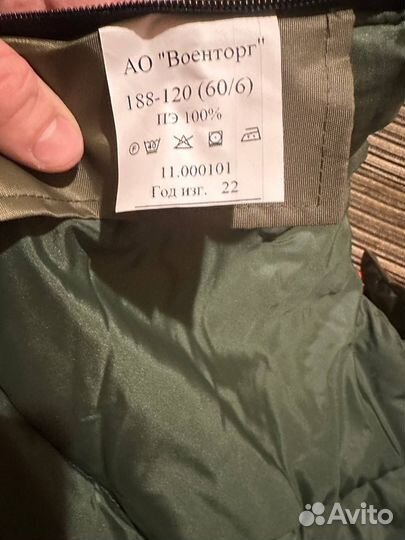 АО "Военторг"
188-120 (60/6)
ПЭ 100%
11.000101
Год изг. 22
Avito